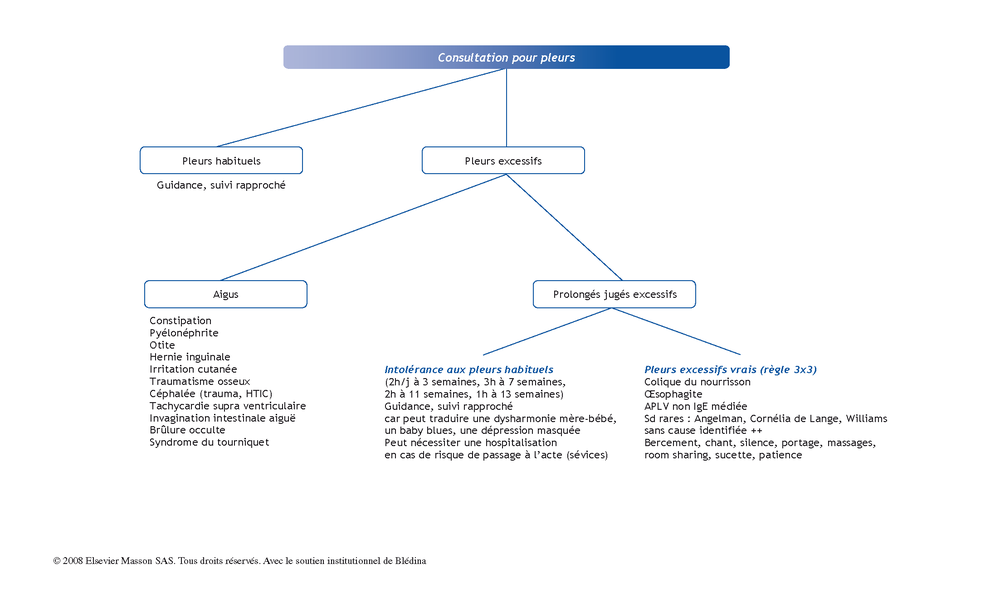 Consultation pour pleurs
Pleurs habituels
Guidance, suivi rapproché
Pleurs excessifs
Aigus
Constipation
Pyélonéphrite
Otite
Hernie inguinale
Irritation cutanée
Traumatisme osseux
Céphalée (trauma, HTIC)
Tachycardie supra ventriculaire
Invagination intestinale aiguë
Brûlure occulte
Syndrome du tourniquet
Prolongés jugés excessifs
Intolérance aux pleurs habituels
(2h/j à 3 semaines, 3h à 7 semaines,
2h à 11 semaines, 1h à 13 semaines)
Guidance, suivi rapproché
car peut traduire une dysharmonie mère-bébé,
un baby blues, une dépression masquée
Peut nécessiter une hospitalisation
en cas de risque de passage à l'acte (sévices)
Pleurs excessifs vrais (règle 3x3)
Colique du nourrisson
Œsophagite
APLV non IgE médiée
Sd rares : Angelman, Cornélia de Lange, Williams
sans cause identifiée ++
Bercement, chant, silence, portage, massages,
room sharing, sucette, patience
© 2008 Elsevier Masson SAS. Tous droits réservés. Avec le soutien institutionnel de Blédina